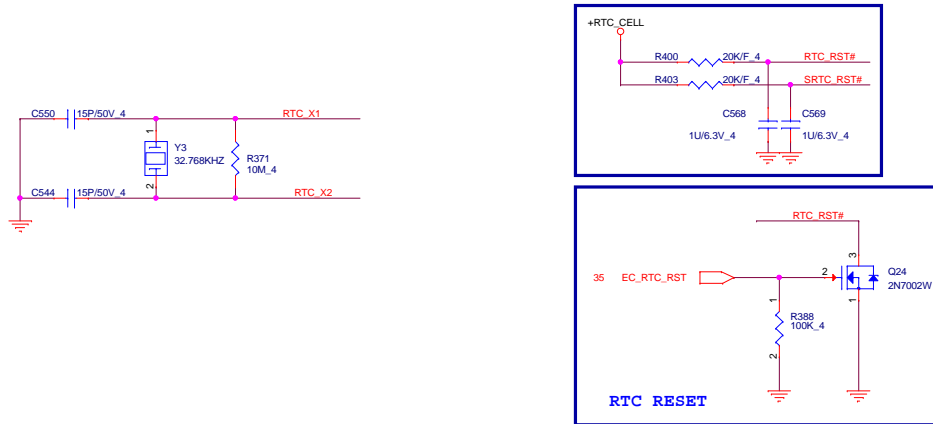 +RTC_CELL
R400 20K/F_4 RTC_RST#
R403 20K/F_4 SRTC_RST#
C568 C569
1U/6.3V_4 1U/6.3V_4
C550 15P/50V_4 RTC_X1
1
Y3
32.768KHZ
R371
10M_4
2
C544 15P/50V_4 RTC_X2
RTC_RST#
3
35 EC_RTC_RST 2
Q24
2N7002W
1
1
R388
100K_4
2
RTC RESET